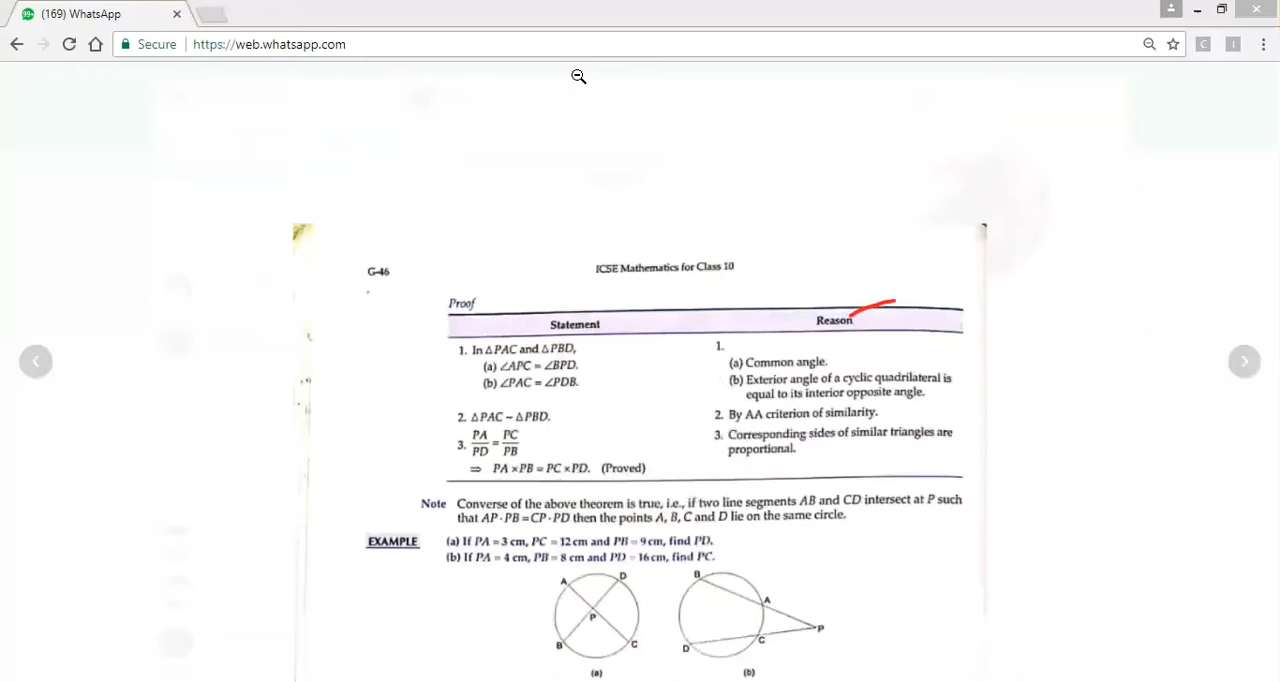 (169) WhatsApp
Secure https://web.whatsapp.com
G-46 ICSE Mathematics for Class 10
Proof
Statement Reason
1. In △PAC and △PBD, 1.
(a) ∠APC = ∠BPD. (a) Common angle.
(b) ∠PAC = ∠PDB. (b) Exterior angle of a cyclic quadrilateral is
equal to its interior opposite angle.
2. △PAC ~ △PBD. 2. By AA criterion of similarity.
3. PA/PD = PC/PB 3. Corresponding sides of similar triangles are
proportional.
⇒ PA × PB = PC × PD. (Proved)
Note Converse of the above theorem is true, i.e., if two line segments AB and CD intersect at P such
that AP · PB = CP · PD then the points A, B, C and D lie on the same circle.
EXAMPLE (a) If PA = 3 cm, PC = 12 cm and PB = 9 cm, find PD.
(b) If PA = 4 cm, PB = 8 cm and PD = 16 cm, find PC.
A D B A
P P
B C D C
(a) (b)